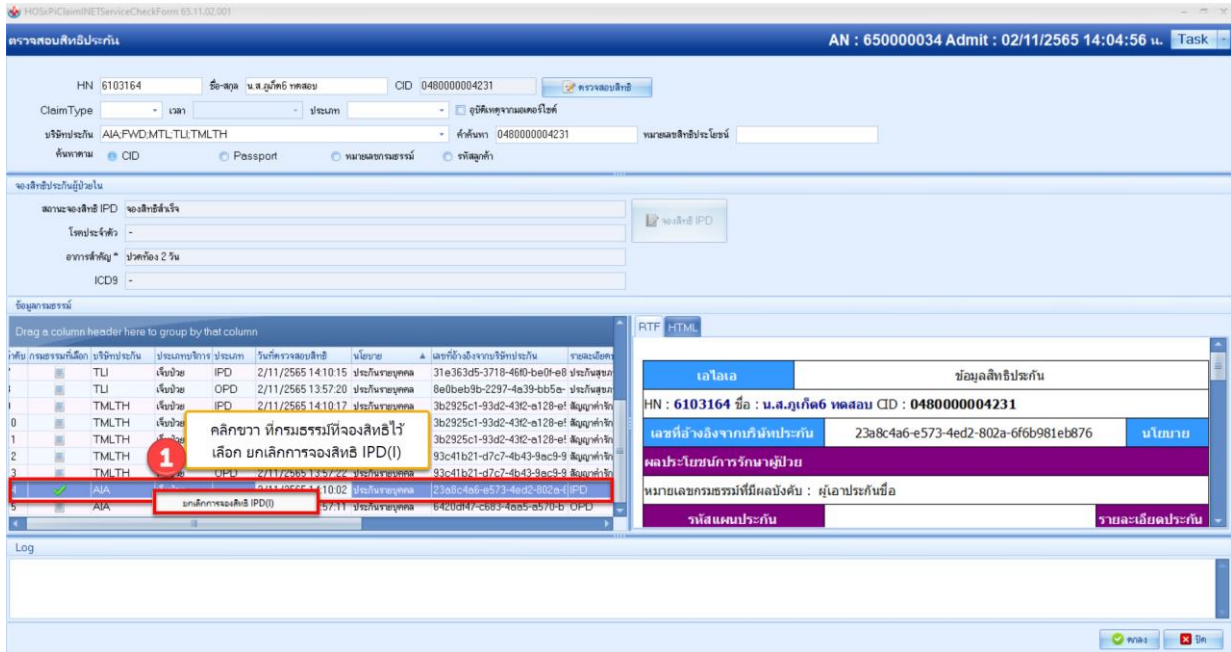 HOSxPiClaimINETServiceCheckForm 65.11.02.001
ตรวจสอบสิทธิประกัน
AN : 650000034 Admit : 02/11/2565 14:04:56 น. Task
HN 6103164 ชื่อ-สกุล น.ส.ภูเก็ต6 ทดสอบ CID 0480000004231 ตรวจสอบสิทธิ
ClaimType เวลา ประเภท อุบัติเหตุจากมอเตอร์ไซค์
บริษัทประกัน AIA;FWD;MTL;TLI;TMLTH คำค้นหา 0480000004231 หมายเลขสิทธิประโยชน์
ค้นหาตาม CID Passport หมายเลขกรมธรรม์ รหัสลูกค้า
จองสิทธิประกันผู้ป่วยใน
สถานะจองสิทธิ IPD จองสิทธิสำเร็จ
จองสิทธิ IPD
โรคประจำตัว -
อาการสำคัญ * ปวดท้อง 2 วัน
ICD9 -
ข้อมูลกรมธรรม์
Drag a column header here to group by that column
ลำดับ กรมธรรม์ที่เลือก บริษัทประกัน ประเภทบริการ ประเภท วันที่ตรวจสอบสิทธิ นโยบาย เลขที่อ้างอิงจากบริษัทประกัน
TLI เจ็บป่วย IPD 2/11/2565 14:10:15 ประกันรายบุคคล 31e363d5-3718-46f0-be0f-e8
TLI เจ็บป่วย OPD 2/11/2565 13:57:20 ประกันรายบุคคล 8e0beb9b-2297-4a39-bb5a-
TMLTH เจ็บป่วย IPD 2/11/2565 14:10:17 ประกันรายบุคคล 3b2925c1-93d2-43f2-a128-e
0 TMLTH 3b2925c1-93d2-43f2-a128-e
1 TMLTH 3b2925c1-93d2-43f2-a128-e
2 TMLTH 93c41b21-d7c7-4b43-9ac9-9
3 TMLTH OPD 2/11/2565 13:57:22 ประกันรายบุคคล 93c41b21-d7c7-4b43-9ac9-9
AIA 14:10:02 ประกันรายบุคคล 23a8c4a6-e573-4ed2-802a- IPD
5 AIA 57:11 ประกันรายบุคคล 6420df47-c683-4aa5-a570-b OPD
1
คลิกขวา ที่กรมธรรม์ที่จองสิทธิไว้
เลือก ยกเลิกการจองสิทธิ IPD(I)
ยกเลิกการจองสิทธิ IPD(I)
RTF HTML
เอไอเอ ข้อมูลสิทธิประกัน
HN : 6103164 ชื่อ : น.ส.ภูเก็ต6 ทดสอบ CID : 0480000004231
เลขที่อ้างอิงจากบริษัทประกัน 23a8c4a6-e573-4ed2-802a-6f6b981eb876 นโยบาย
ผลประโยชน์การรักษาผู้ป่วย
หมายเลขกรมธรรม์ที่มีผลบังคับ : ผู้เอาประกันชื่อ
รหัสแผนประกัน รายละเอียดประกัน
Log
ตกลง ปิด